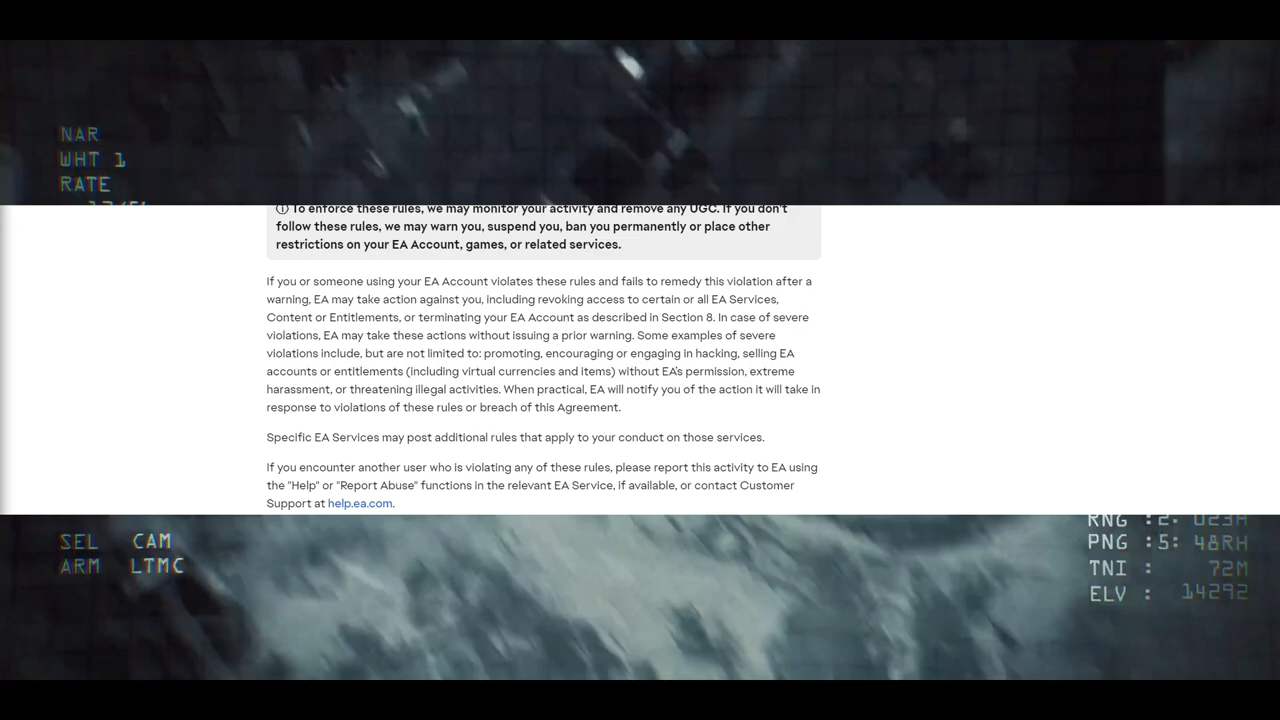 NAR
WHT 1
RATE
ⓘ To enforce these rules, we may monitor your activity and remove any UGC. If you don't
follow these rules, we may warn you, suspend you, ban you permanently or place other
restrictions on your EA Account, games, or related services.
If you or someone using your EA Account violates these rules and fails to remedy this violation after a
warning, EA may take action against you, including revoking access to certain or all EA Services,
Content or Entitlements, or terminating your EA Account as described in Section 8. In case of severe
violations, EA may take these actions without issuing a prior warning. Some examples of severe
violations include, but are not limited to: promoting, encouraging or engaging in hacking, selling EA
accounts or entitlements (including virtual currencies and items) without EA's permission, extreme
harassment, or threatening illegal activities. When practical, EA will notify you of the action it will take in
response to violations of these rules or breach of this Agreement.
Specific EA Services may post additional rules that apply to your conduct on those services.
If you encounter another user who is violating any of these rules, please report this activity to EA using
the "Help" or "Report Abuse" functions in the relevant EA Service, if available, or contact Customer
Support at help.ea.com.
SEL CAM
ARM LTMC
RNG :2:
PNG :5: 48RH
TNI : 72M
ELV : 14292